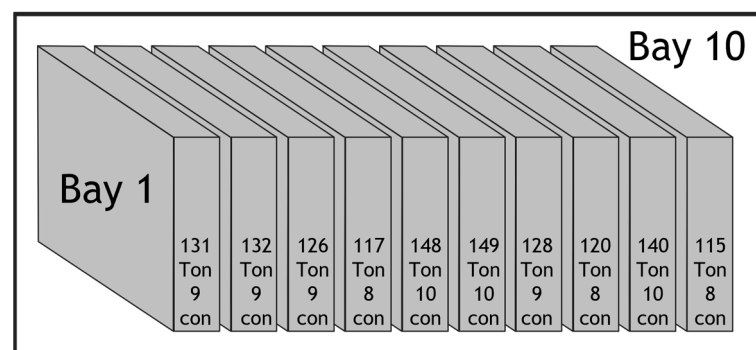 Bay 10
Bay 1
131 Ton 9 con
132 Ton 9 con
126 Ton 9 con
117 Ton 8 con
148 Ton 10 con
149 Ton 10 con
128 Ton 9 con
120 Ton 8 con
140 Ton 10 con
115 Ton 8 con